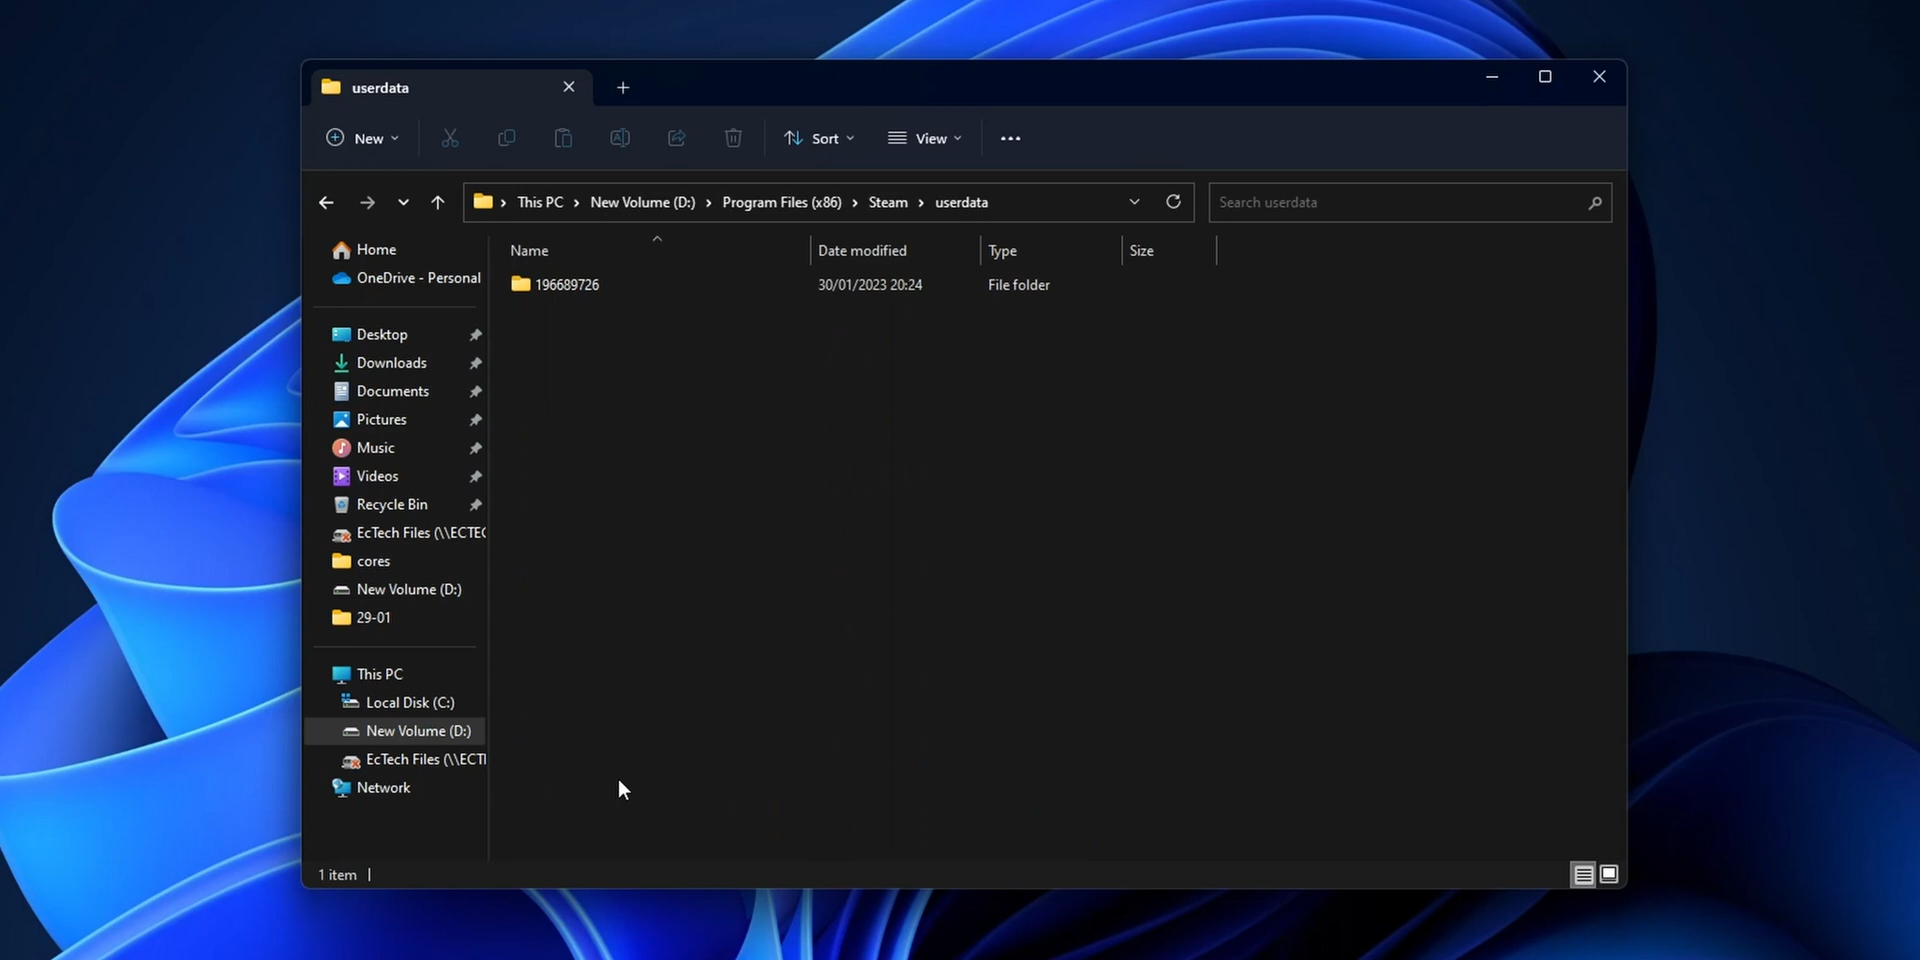 userdata
New
Sort
View
This PC
New Volume (D:)
Program Files (x86)
Steam
userdata
Search userdata
Home
OneDrive - Personal
Desktop
Downloads
Documents
Pictures
Music
Videos
Recycle Bin
EcTech Files (\\ECTEC
cores
New Volume (D:)
29-01
This PC
Local Disk (C:)
New Volume (D:)
EcTech Files (\\ECTI
Network
Name
Date modified
Type
Size
196689726
30/01/2023 20:24
File folder
1 item